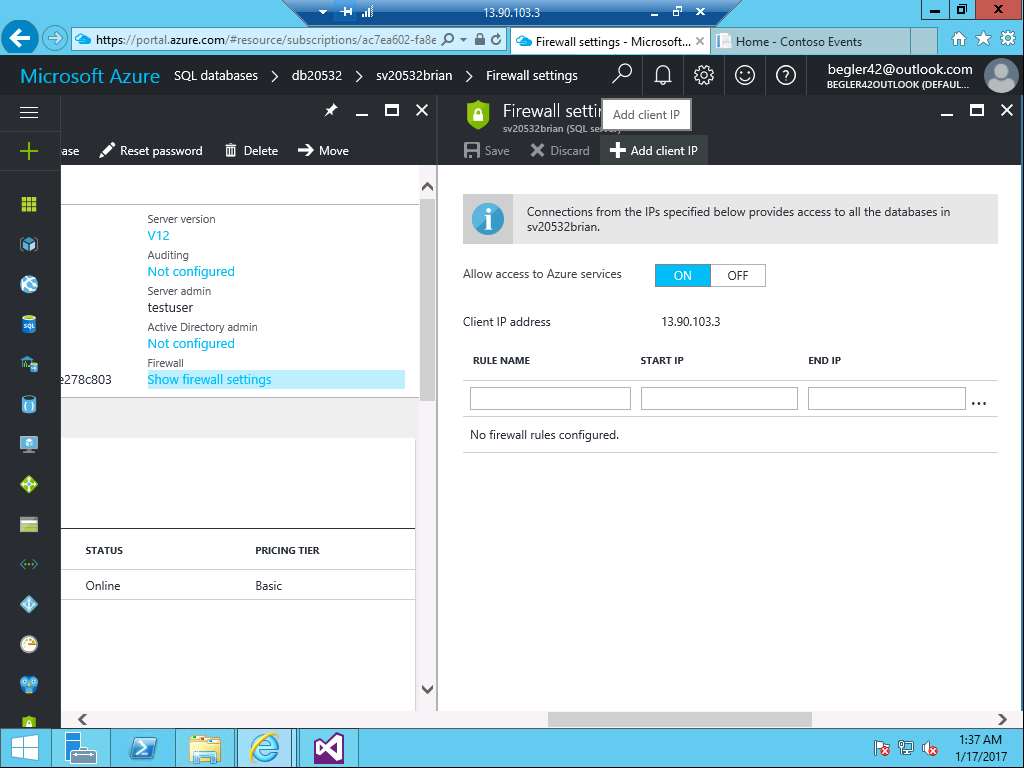 13.90.103.3
https://portal.azure.com/#resource/subscriptions/ac7ea602-fa8e
Firewall settings - Microsoft...
Home - Contoso Events
Microsoft Azure
SQL databases > db20532 > sv20532brian > Firewall settings
begler42@outlook.com
BEGLER42OUTLOOK (DEFAUL...
ase
Reset password
Delete
Move
Server version
V12
Auditing
Not configured
Server admin
testuser
Active Directory admin
Not configured
Firewall
e278c803
Show firewall settings
STATUS
PRICING TIER
Online
Basic
Firewall settin
Add client IP
sv20532brian (SQL server)
Save
Discard
Add client IP
Connections from the IPs specified below provides access to all the databases in
sv20532brian.
Allow access to Azure services
ON
OFF
Client IP address
13.90.103.3
RULE NAME
START IP
END IP
...
No firewall rules configured.
SQL
1:37 AM
1/17/2017